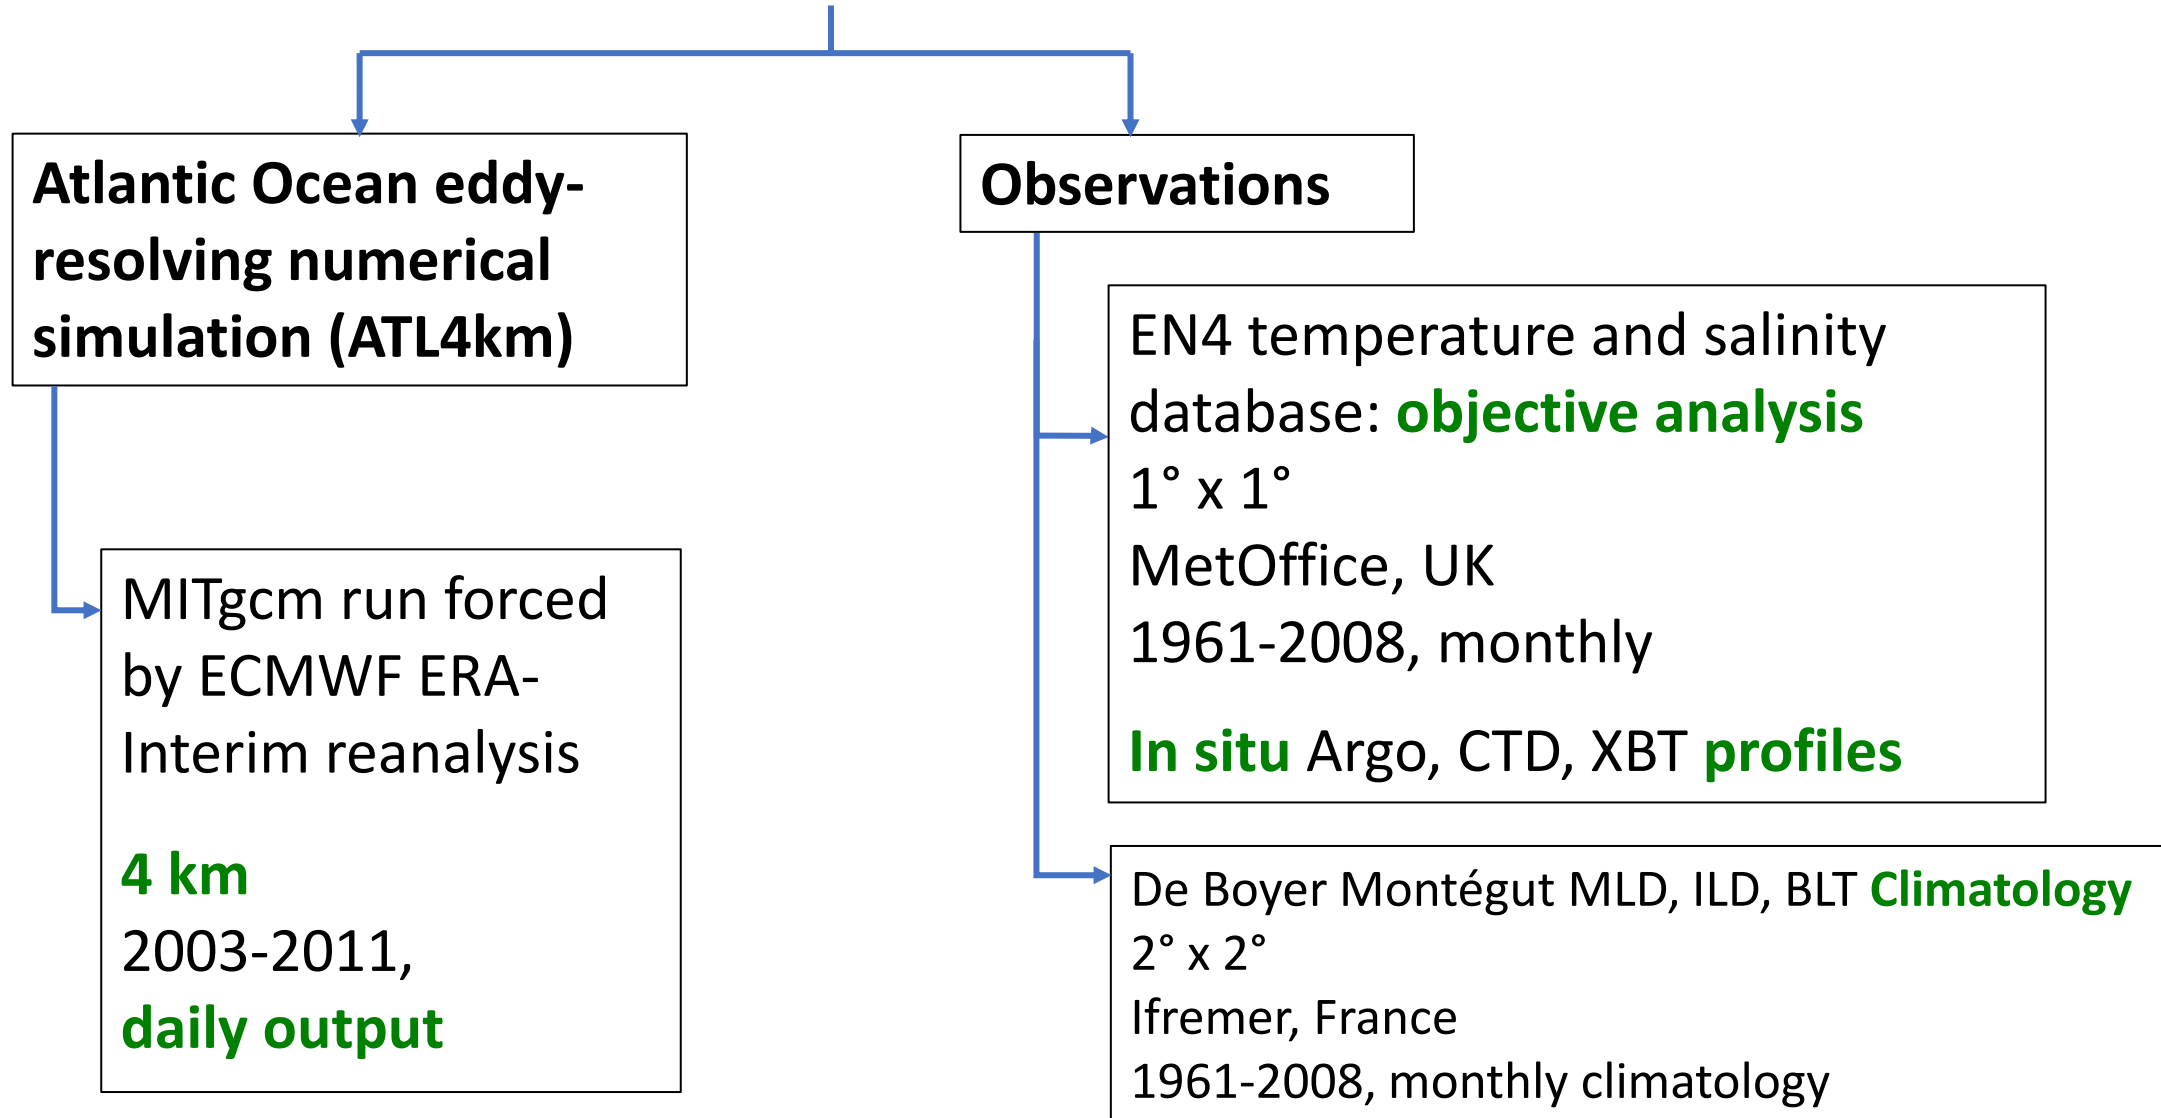 Atlantic Ocean eddy-
resolving numerical
simulation (ATL4km)
MITgcm run forced
by ECMWF ERA-
Interim reanalysis
4 km
2003-2011,
daily output
Observations
EN4 temperature and salinity
database: objective analysis
1° x 1°
MetOffice, UK
1961-2008, monthly
In situ Argo, CTD, XBT profiles
De Boyer Montégut MLD, ILD, BLT Climatology
2° x 2°
Ifremer, France
1961-2008, monthly climatology